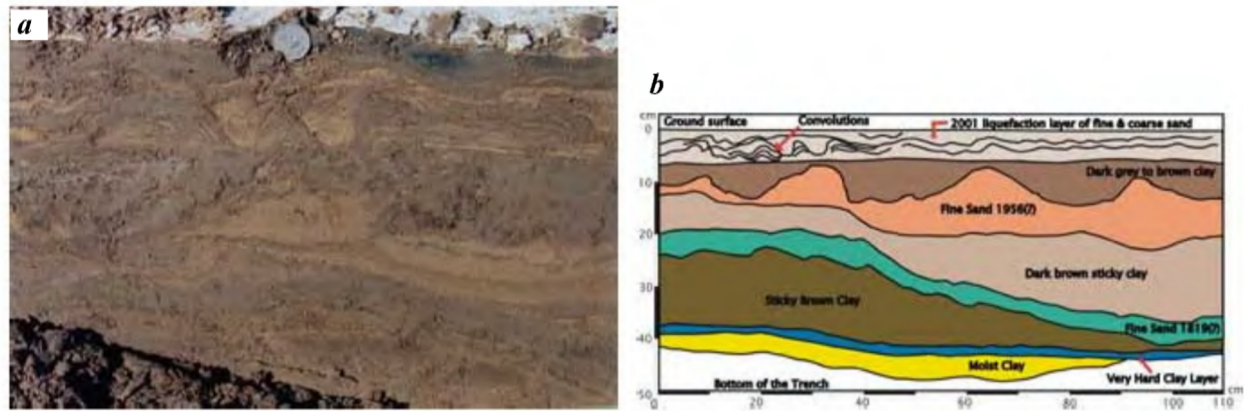 a
b
cm
Ground surface
Convolutions
2001 liquefaction layer of fine & coarse sand
0
Dark grey to brown clay
-10
Fine Sand 1956(?)
-20
Dark brown sticky clay
-30
Sticky Brown Clay
Fine Sand 1819(?)
-40
Moist Clay
Very Hard Clay Layer
Bottom of the Trench
-50
cm
0 20 40 60 80 100 110